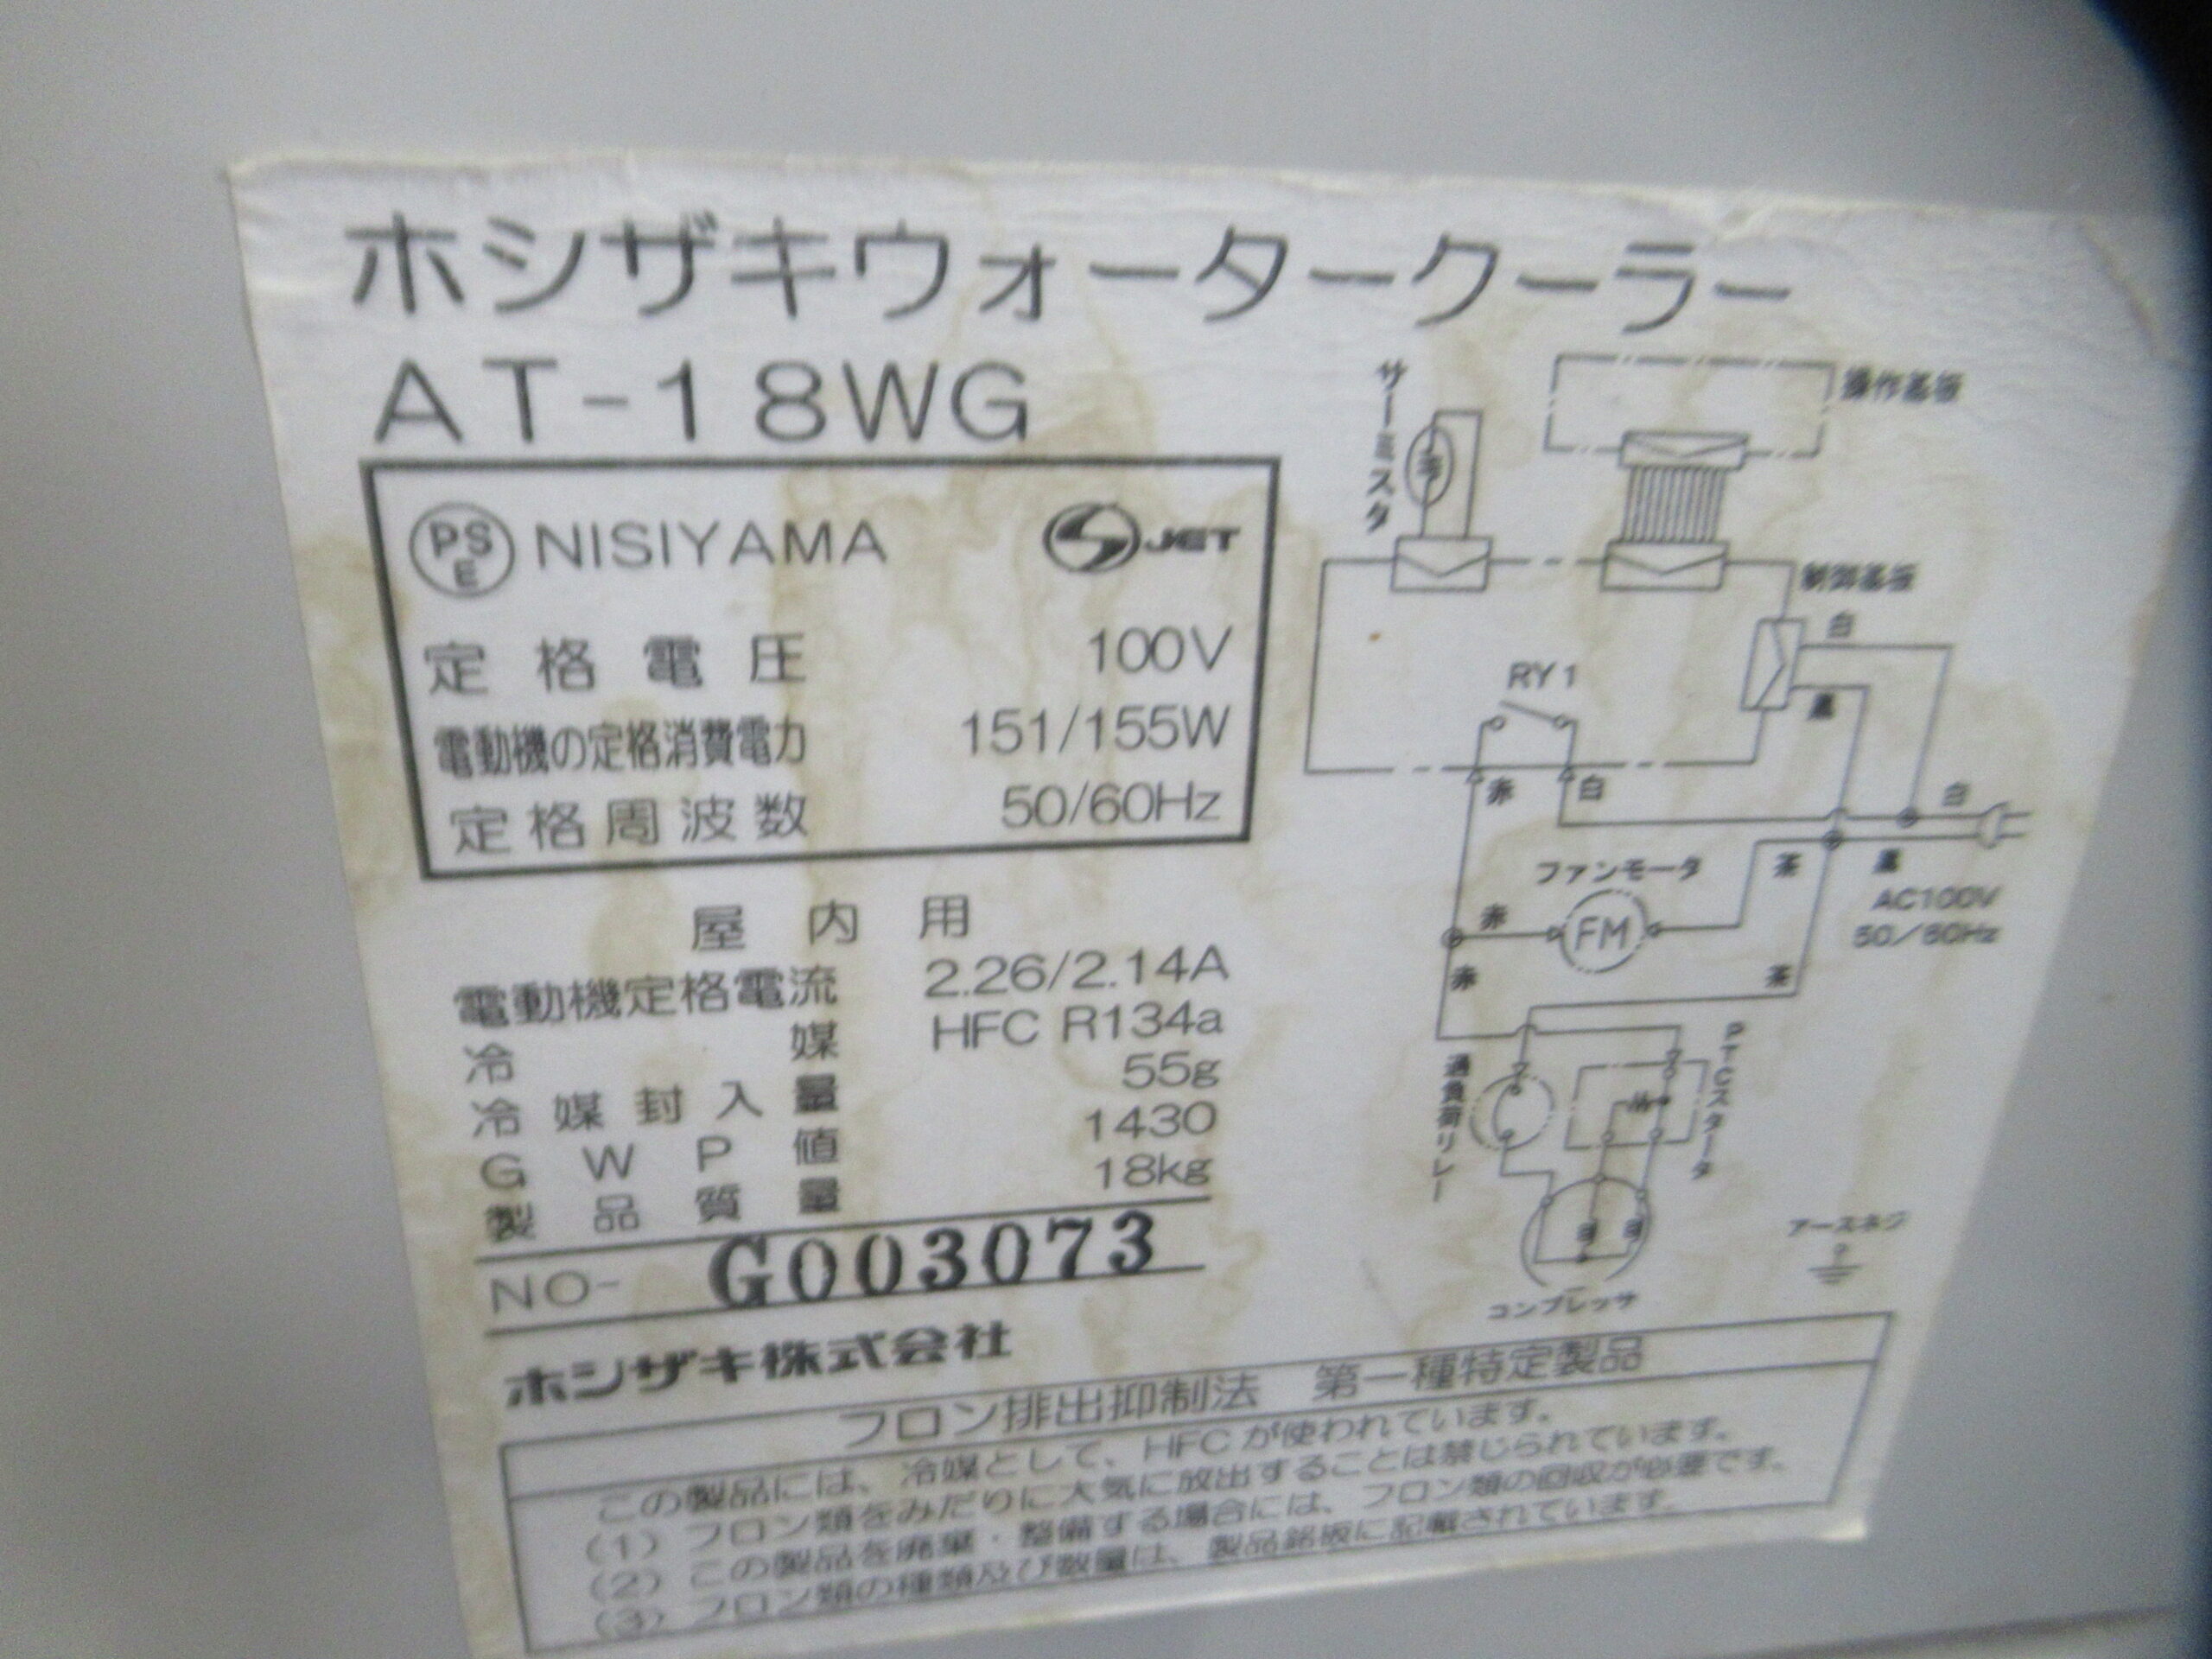 ホシザキウォータークーラー
AT-18WG
PSE NISIYAMA JET
定格電圧 100V
電動機の定格消費電力 151/155W
定格周波数 50/60Hz
屋内用
電動機定格電流 2.26/2.14A
冷媒 HFC R134a
冷媒封入量 55g
GWP値 1430
製品質量 18kg
NO- G003073
ホシザキ株式会社
サーミスタ
操作基板
制御基板
白
黒
RY1
赤
白
白
ファンモータ
茶
黒
AC100V
50/60Hz
赤
FM
赤
茶
過負荷リレー
PTCスタータ
アースネジ
コンプレッサ
フロン排出抑制法 第一種特定製品
この製品には、冷媒として、HFCが使われています。
(1) フロン類をみだりに大気に放出することは禁じられています。
(2) この製品を廃棄・整備する場合には、フロン類の回収が必要です。
(3) フロン類の種類及び数量は、製品銘板に記載されています。